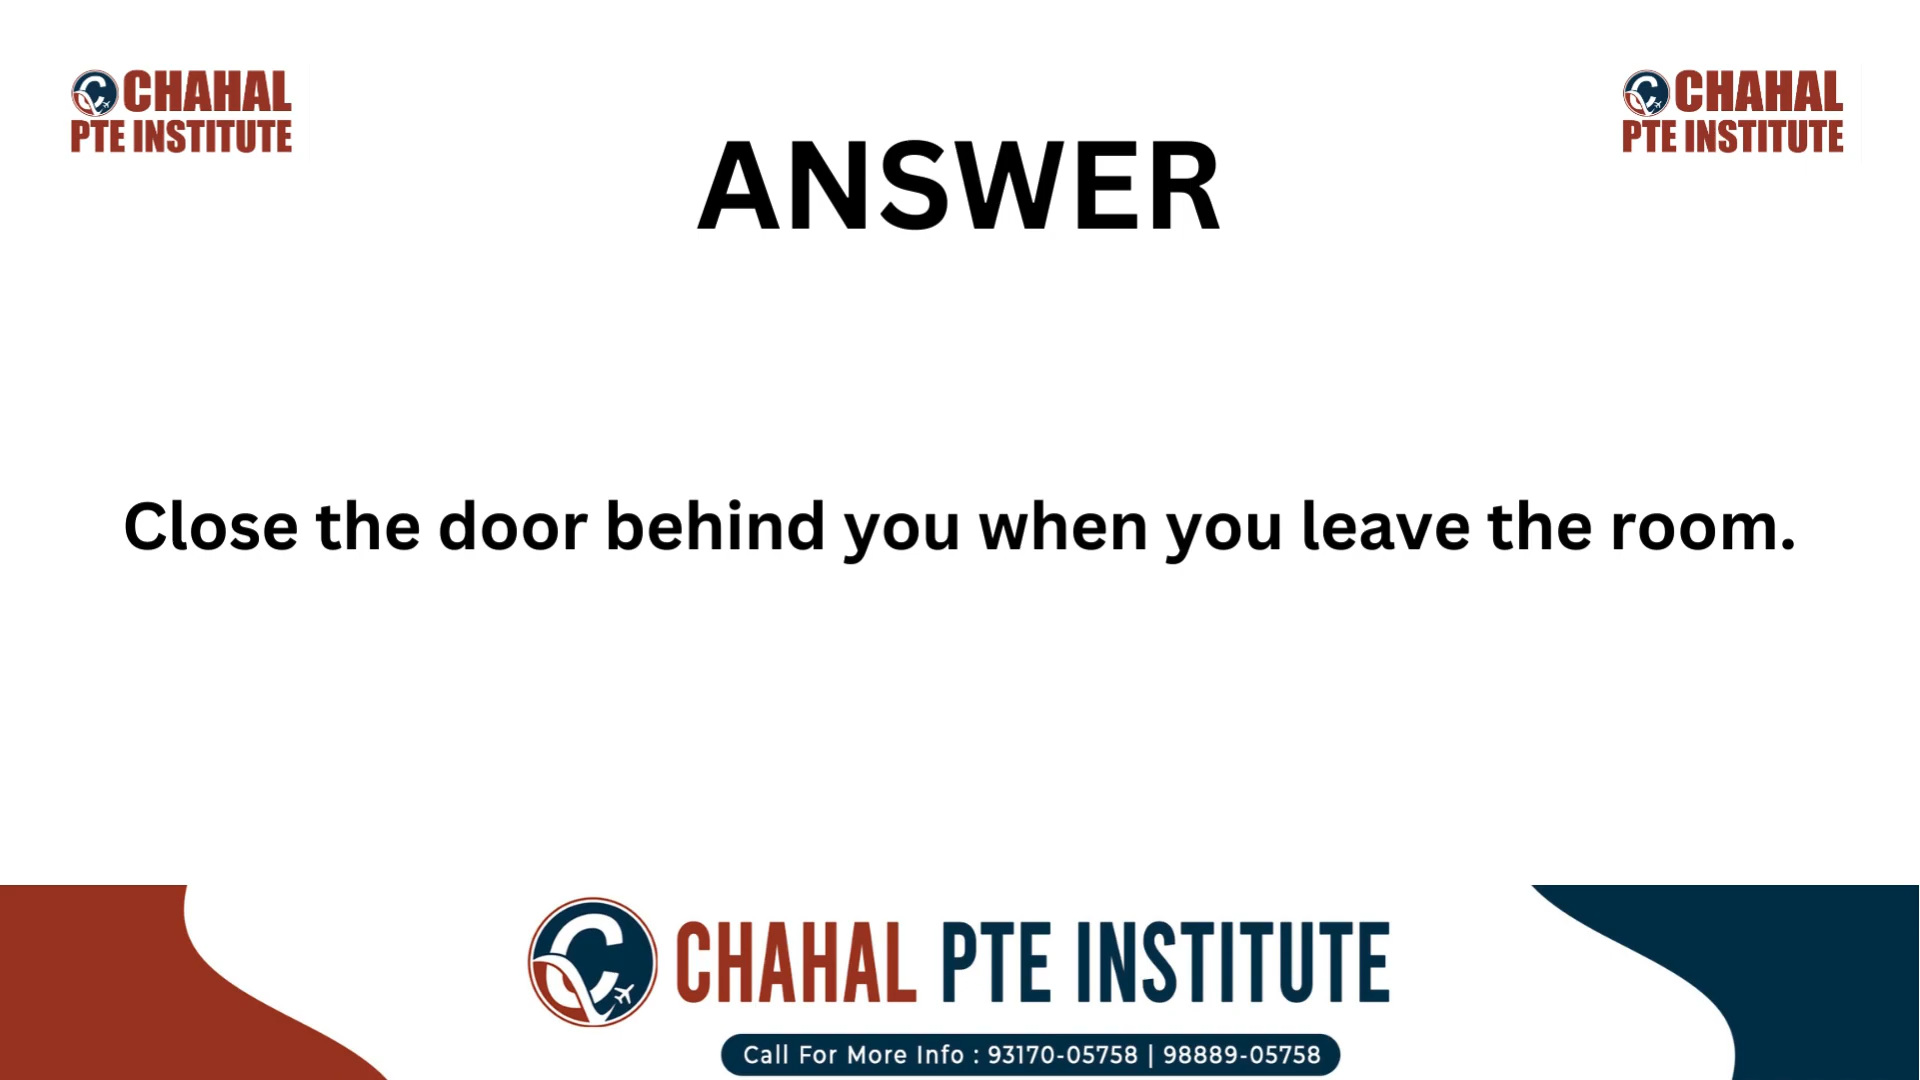 CHAHAL
PTE INSTITUTE
CHAHAL
PTE INSTITUTE
ANSWER
Close the door behind you when you leave the room.
CHAHAL PTE INSTITUTE
Call For More Info : 93170-05758 | 98889-05758